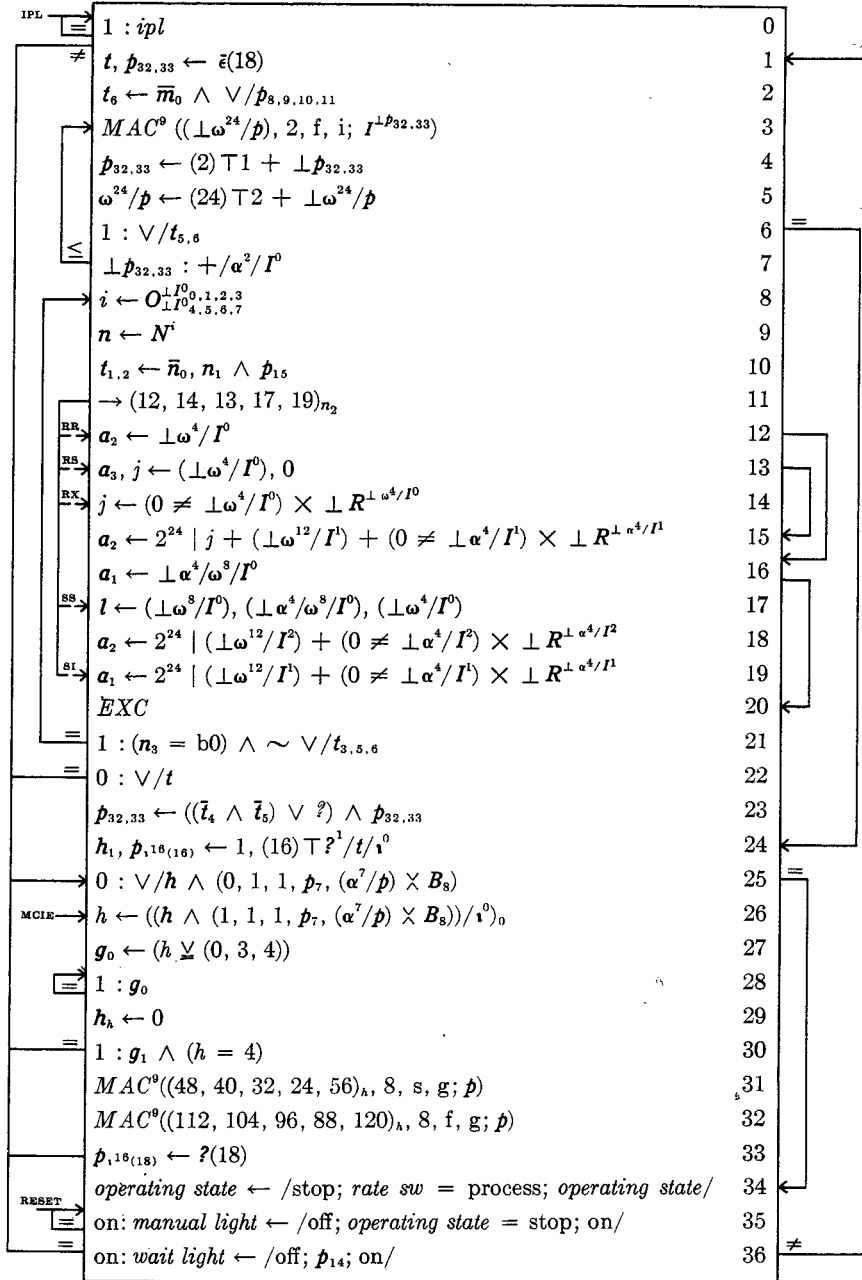 IPL
1 : ipl 0
= ≠ t, p₃₂,₃₃ ← ε̄(18) 1
t₆ ← m̄₀ ∧ ∨/p₈,₉,₁₀,₁₁ 2
MAC⁹ ((⊥ω²⁴/p), 2, f, i; I^⊥p₃₂,₃₃) 3
p₃₂,₃₃ ← (2) ⊤ 1 + ⊥p₃₂,₃₃ 4
ω²⁴/p ← (24) ⊤ 2 + ⊥ω²⁴/p 5
1 : ∨/t₅,₆ 6 =
≤ ⊥p₃₂,₃₃ : +/α²/I⁰ 7
i ← O^⊥I⁰₀,₁,₂,₃ _⊥I⁰₄,₅,₆,₇ 8
n ← Nⁱ 9
t₁,₂ ← n̄₀, n₁ ∧ p₁₅ 10
→ (12, 14, 13, 17, 19)n₂ 11
RR a₂ ← ⊥ω⁴/I⁰ 12
RS a₃, j ← (⊥ω⁴/I⁰), 0 13
RX j ← (0 ≠ ⊥ω⁴/I⁰) × ⊥ R^⊥ω⁴/I⁰ 14
a₂ ← 2²⁴ | j + (⊥ω¹²/I¹) + (0 ≠ ⊥α⁴/I¹) × ⊥ R^⊥α⁴/I¹ 15
a₁ ← ⊥α⁴/ω⁸/I⁰ 16
SS l ← (⊥ω⁸/I⁰), (⊥α⁴/ω⁸/I⁰), (⊥ω⁴/I⁰) 17
a₂ ← 2²⁴ | (⊥ω¹²/I²) + (0 ≠ ⊥α⁴/I²) × ⊥ R^⊥α⁴/I² 18
SI a₁ ← 2²⁴ | (⊥ω¹²/I¹) + (0 ≠ ⊥α⁴/I¹) × ⊥ R^⊥α⁴/I¹ 19
EXC 20
= 1 : (n₃ = b0) ∧ ∼ ∨/t₃,₅,₆ 21
= 0 : ∨/t 22
p₃₂,₃₃ ← ((t̄₄ ∧ t̄₅) ∨ ?) ∧ p₃₂,₃₃ 23
h₁, p,₁₆₍₁₆₎ ← 1, (16) ⊤ ?¹/t/ι⁰ 24
0 : ∨/h ∧ (0, 1, 1, p₇, (α⁷/p) ⩔ B₈) 25 =
MCIE h ← ((h ∧ (1, 1, 1, p₇, (α⁷/p) ⩔ B₈))/ι⁰)₀ 26
g₀ ← (h ⊻ (0, 3, 4)) 27
= 1 : g₀ 28
hₕ ← 0 29
= 1 : g₁ ∧ (h = 4) 30
MAC⁹((48, 40, 32, 24, 56)ₕ, 8, s, g; p) 31
MAC⁹((112, 104, 96, 88, 120)ₕ, 8, f, g; p) 32
p,₁₆₍₁₈₎ ← ?(18) 33
operating state ← /stop; rate sw = process; operating state/ 34
RESET = on: manual light ← /off; operating state = stop; on/ 35
= on: wait light ← /off; p₁₄; on/ 36 ≠